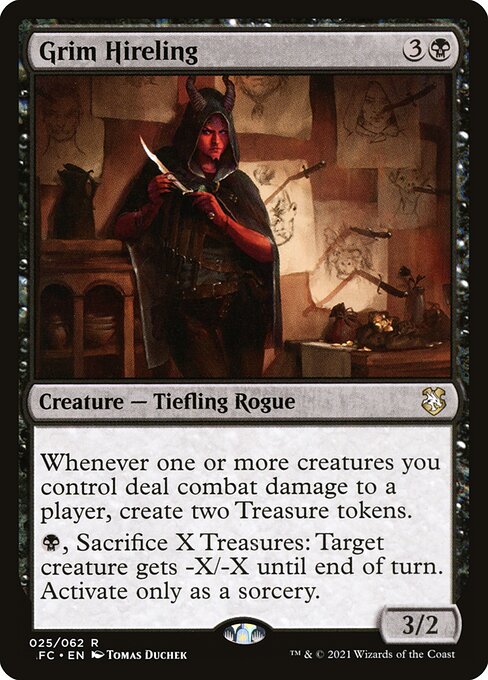 Grim Hireling 3
Creature — Tiefling Rogue
Whenever one or more creatures you
control deal combat damage to a
player, create two Treasure tokens.
, Sacrifice X Treasures: Target
creature gets -X/-X until end of turn.
Activate only as a sorcery.
3/2
025/062 R
.FC • EN Tomas Duchek
™ & © 2021 Wizards of the Coast